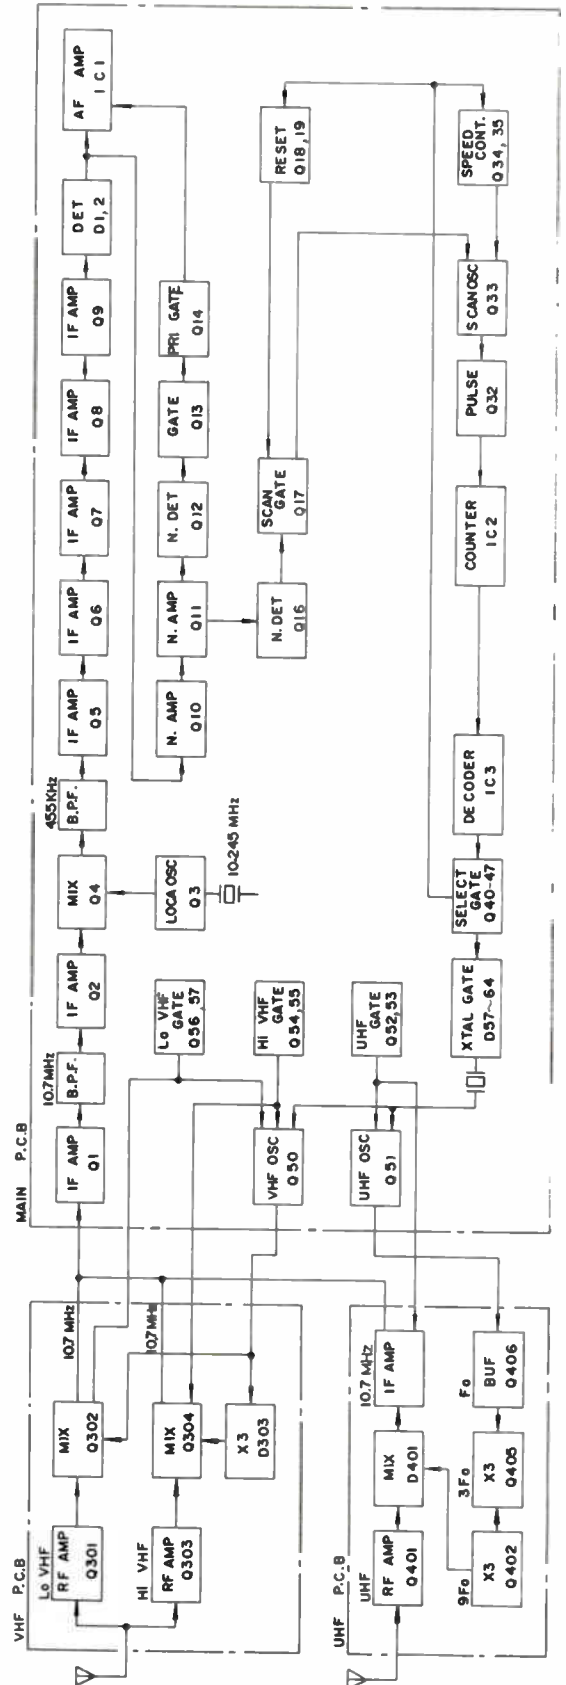 MAIN P.C.B
IF AMP
Q1
10.7MHz
B.P.F.
IF AMP
Q2
MIX
Q4
455KHz
B.P.F.
IF AMP
Q5
IF AMP
Q6
IF AMP
Q7
IF AMP
Q8
IF AMP
Q9
DET
D1,2
AF AMP
IC1
LOCA OSC
Q3
10.245 MHz
N. AMP
Q10
N. AMP
Q11
N. DET
Q12
GATE
Q13
PRI GATE
Q14
Lo VHF
GATE
Q56,57
Hi VHF
GATE
Q54,55
UHF
GATE
Q52,53
N.DET
Q16
SCAN
GATE
Q17
RESET
Q18,19
VHF OSC
Q50
UHF OSC
Q51
XTAL GATE
D57~64
SELECT
GATE
Q40-47
DECODER
IC3
COUNTER
IC2
PULSE
Q32
SCAN OSC
Q33
SPEED
CONT.
Q34, 35
VHF P.C.B
Lo VHF
RF AMP
Q301
MIX
Q302
10.7 MHz
Hi VHF
RF AMP
Q303
MIX
Q304
10.7MHz
X3
D303
UHF P.C.B
UHF
RF AMP
Q401
MIX
D401
10.7 MHz
IF AMP
9Fo
X3
Q402
3Fo
X3
Q405
Fo
BUF
Q406